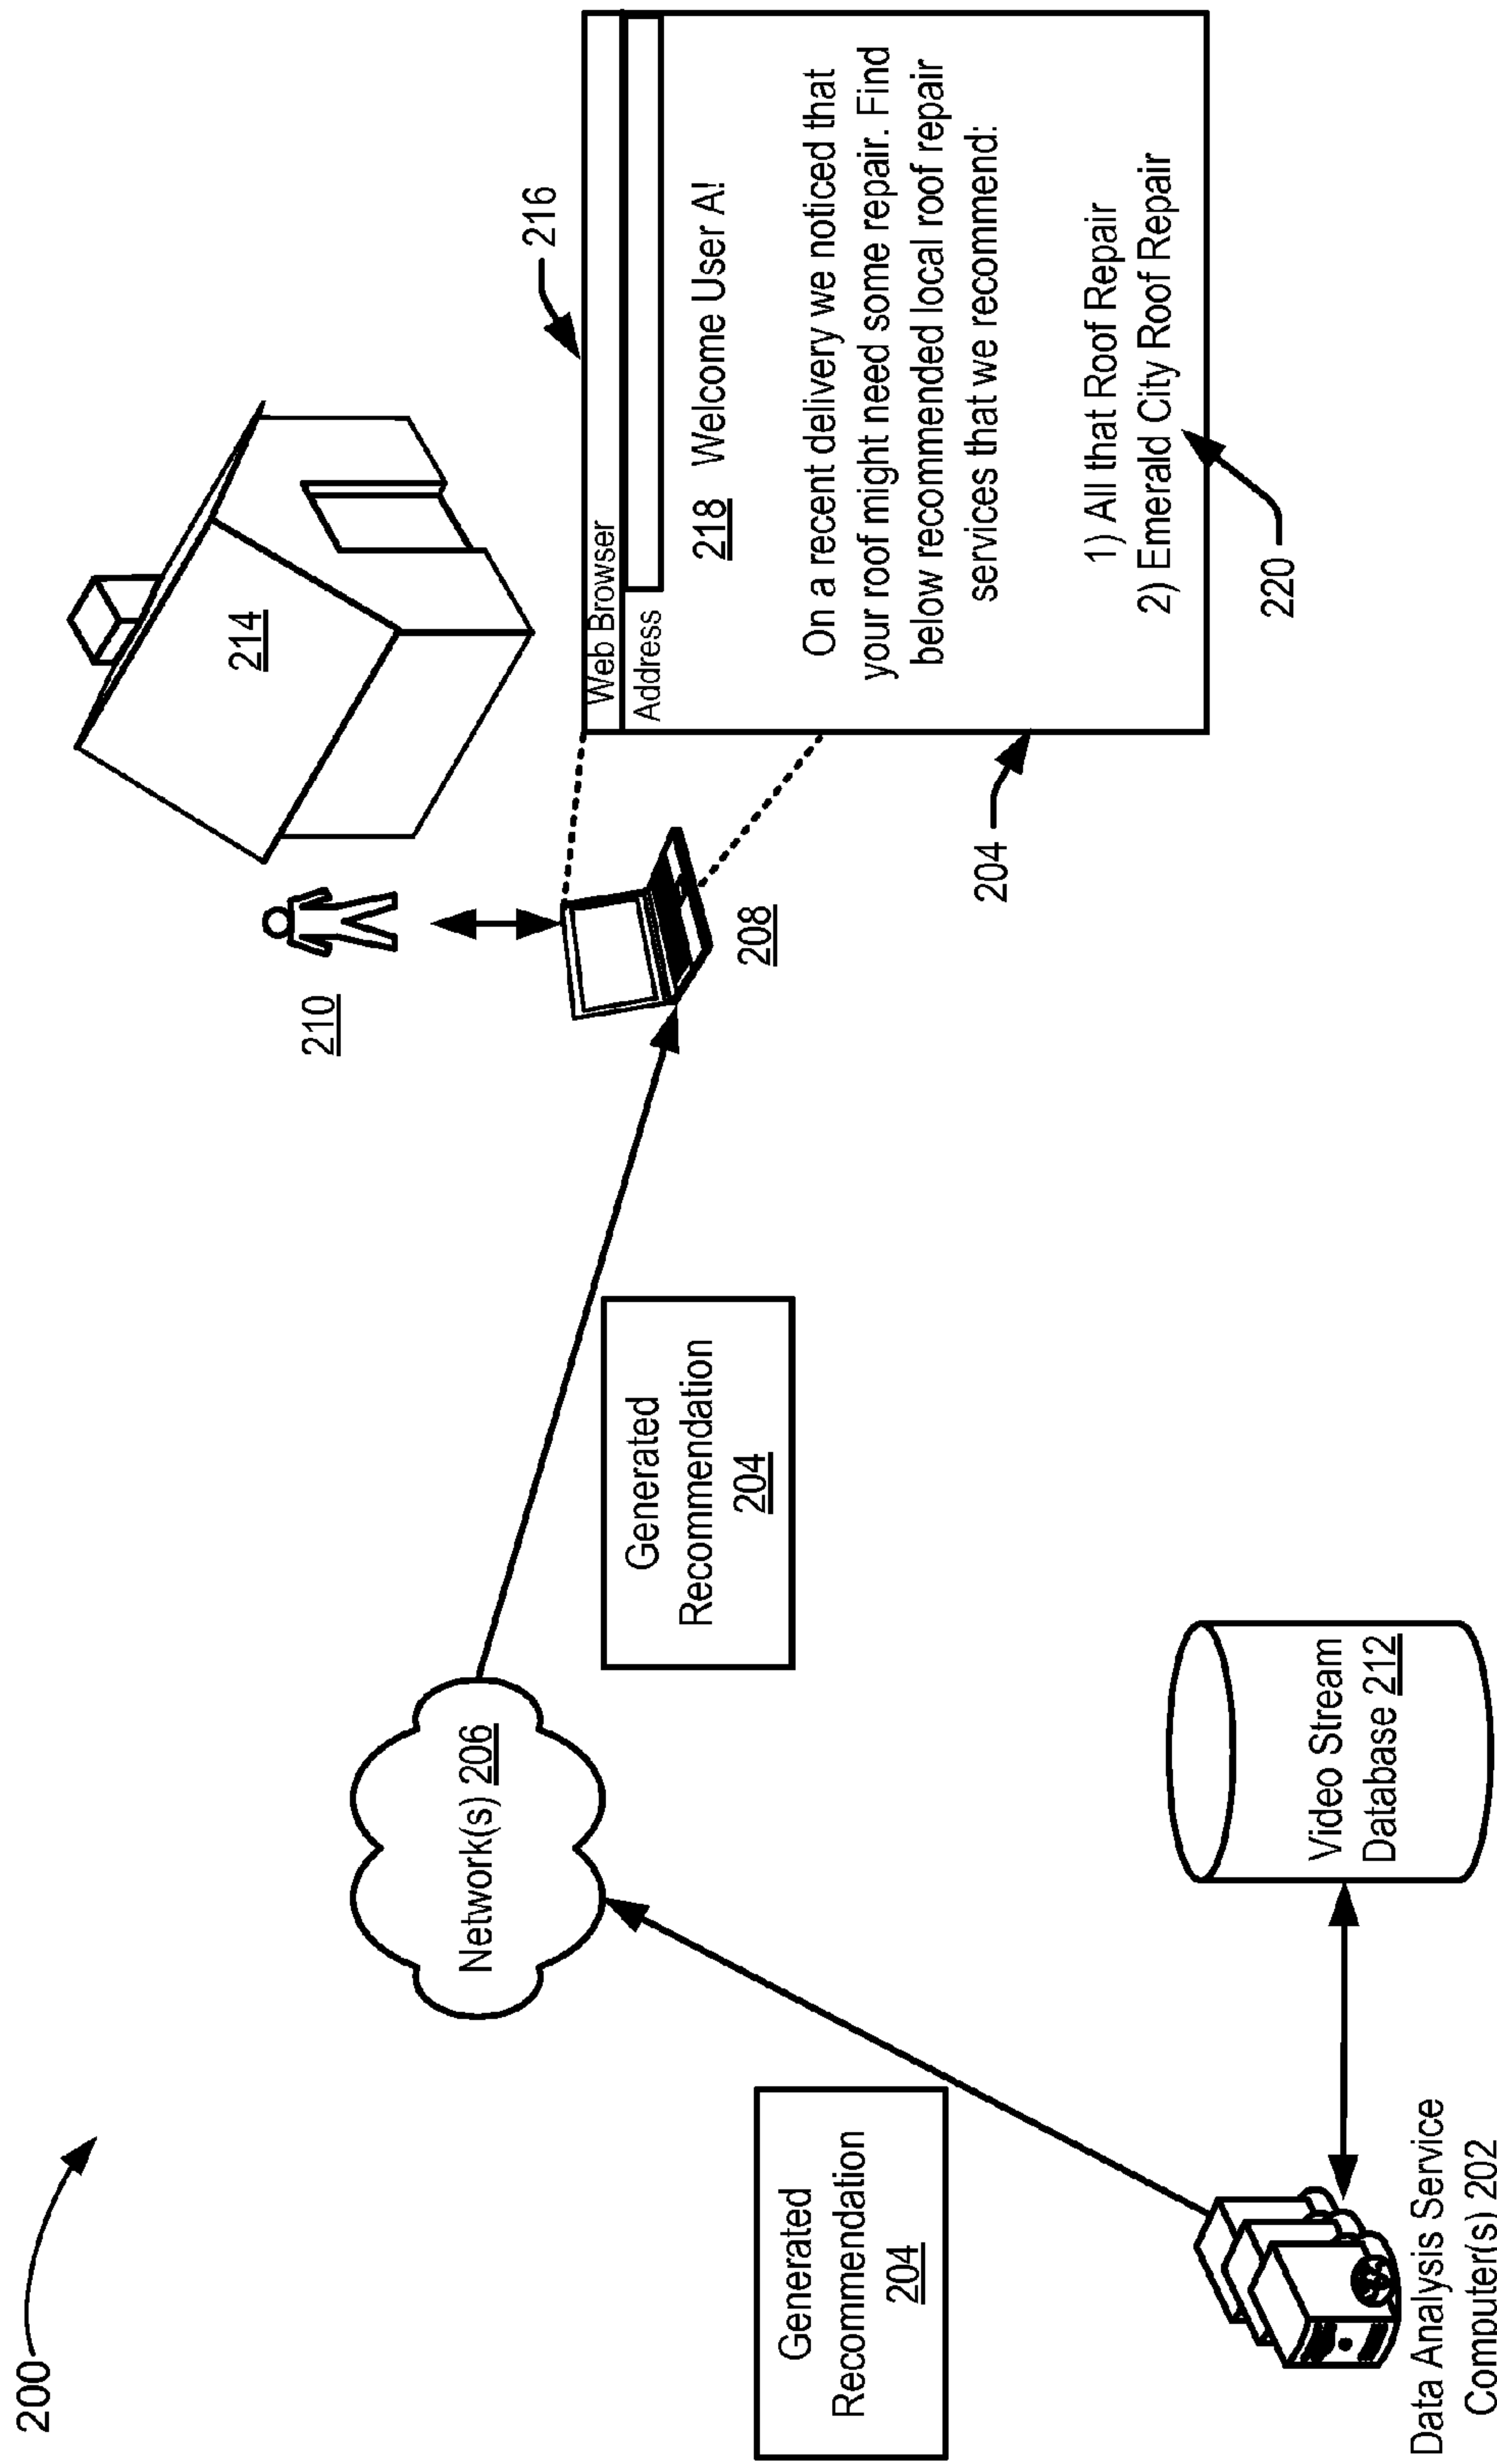 200
Generated
Recommendation
204
Data Analysis Service
Computer(s) 202
Video Stream
Database 212
Network(s) 206
Generated
Recommendation
204
210
208
214
216
Web Browser
Address
218 Welcome User A!
On a recent delivery we noticed that
your roof might need some repair. Find
below recommended local roof repair
services that we recommend:
1) All that Roof Repair
2) Emerald City Roof Repair
204
220